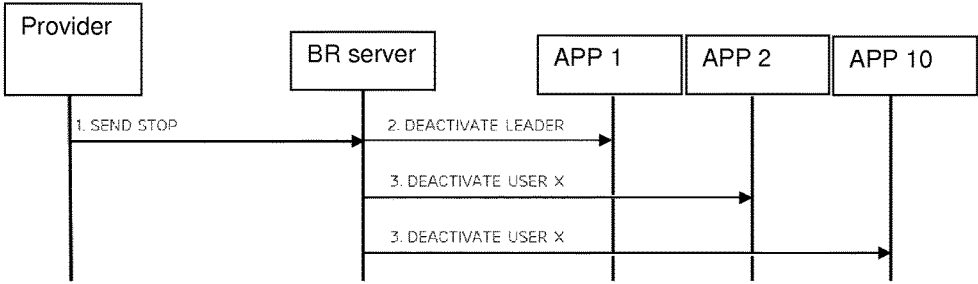 Provider
BR server
APP 1
APP 2
APP 10
1. SEND STOP
2. DEACTIVATE LEADER
3. DEACTIVATE USER X
3. DEACTIVATE USER X